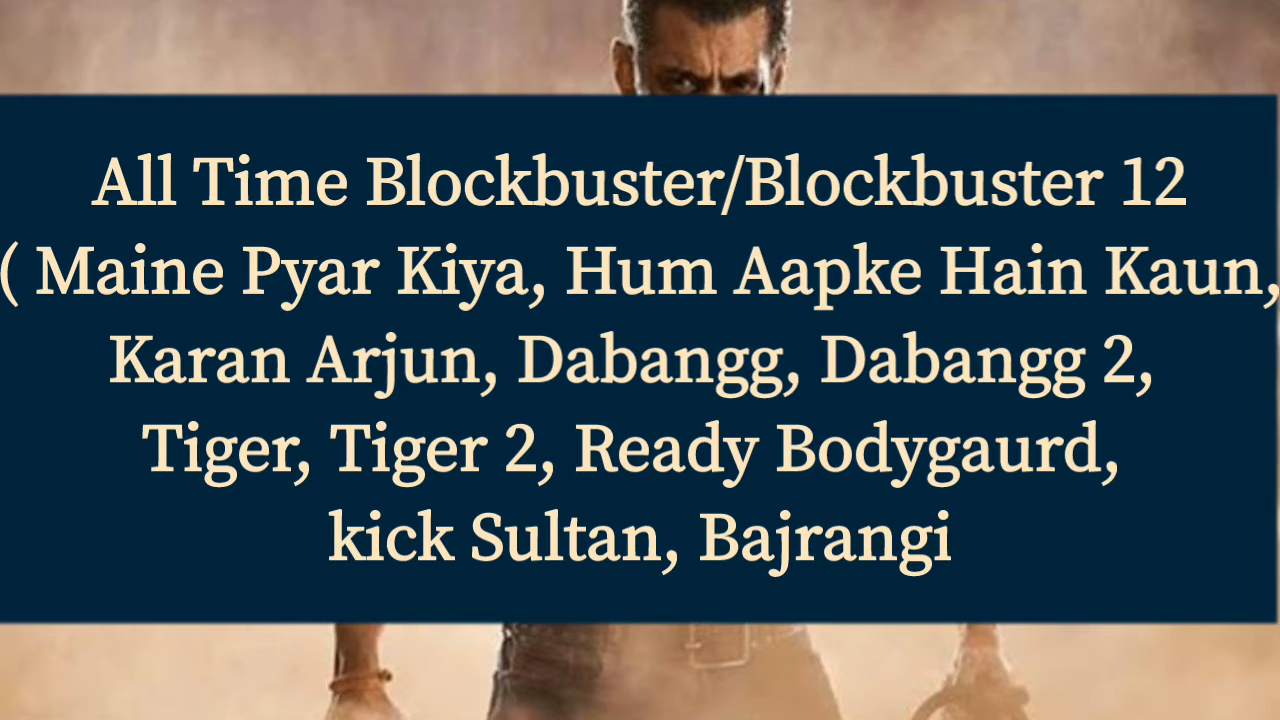 All Time Blockbuster/Blockbuster 12
( Maine Pyar Kiya, Hum Aapke Hain Kaun,
Karan Arjun, Dabangg, Dabangg 2,
Tiger, Tiger 2, Ready Bodygaurd,
kick Sultan, Bajrangi